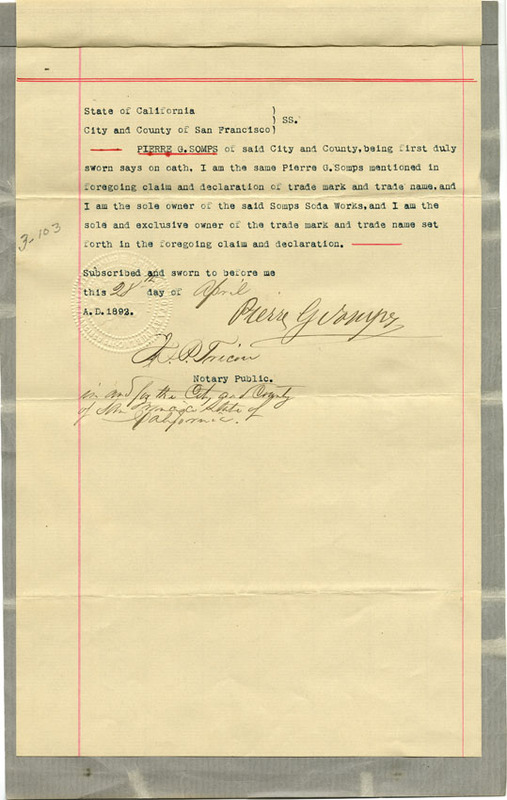 State of California )
) SS.
City and County of San Francisco)
PIERRE G.SOMPS of said City and County,being first duly
sworn says on oath, I am the same Pierre G.Somps mentioned in
foregoing claim and declaration of trade mark and trade name,and
I am the sole owner of the said Somps Soda Works,and I am the
sole and exclusive owner of the trade mark and trade name set
forth in the foregoing claim and declaration.
3-103
Subscribed and sworn to before me
this 28th day of April
A.D.1892.
Pierre G Somps
Notary Public.
in and for the City and County
of San Francisco State of
California.